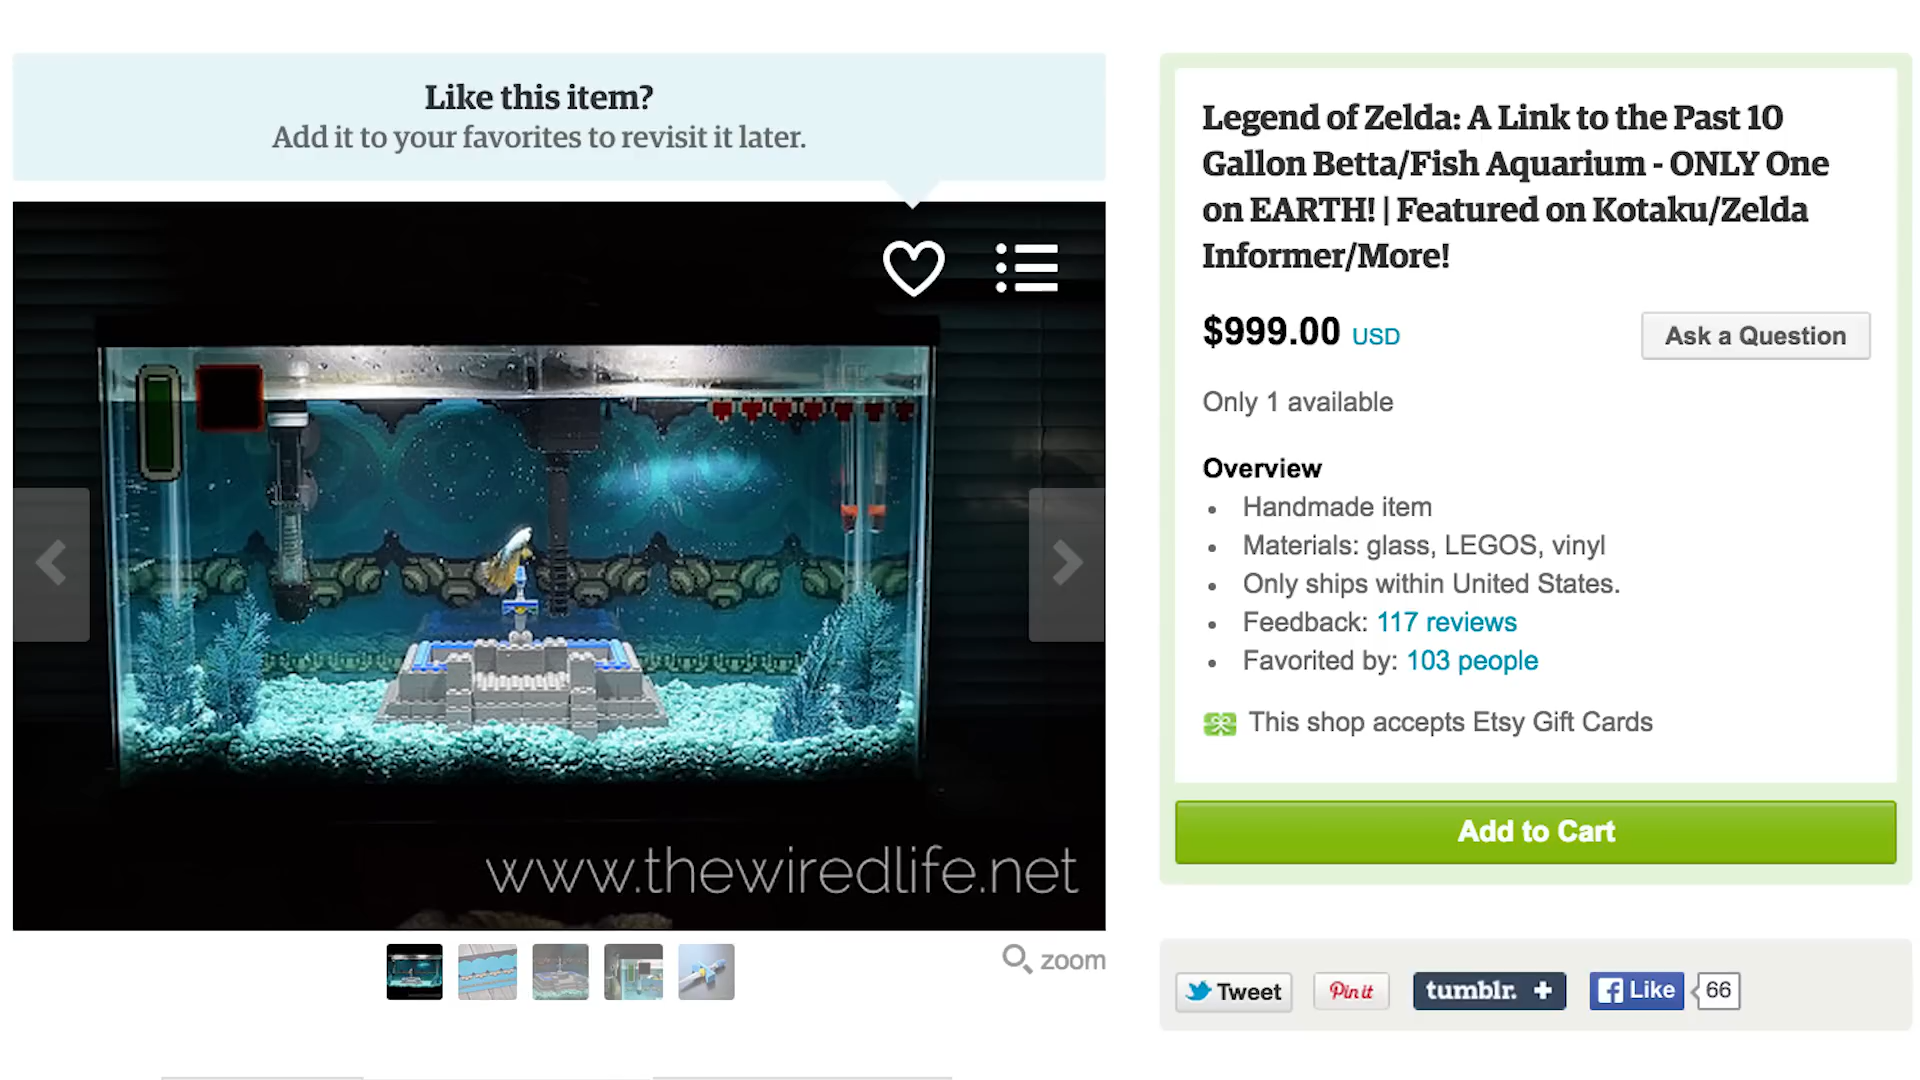 Like this item?
Add it to your favorites to revisit it later.
www.thewiredlife.net
zoom
Legend of Zelda: A Link to the Past 10
Gallon Betta/Fish Aquarium - ONLY One
on EARTH! | Featured on Kotaku/Zelda
Informer/More!
$999.00 USD
Ask a Question
Only 1 available
Overview
Handmade item
Materials: glass, LEGOS, vinyl
Only ships within United States.
Feedback: 117 reviews
Favorited by: 103 people
This shop accepts Etsy Gift Cards
Add to Cart
Tweet
Pin it
tumblr. +
Like
66